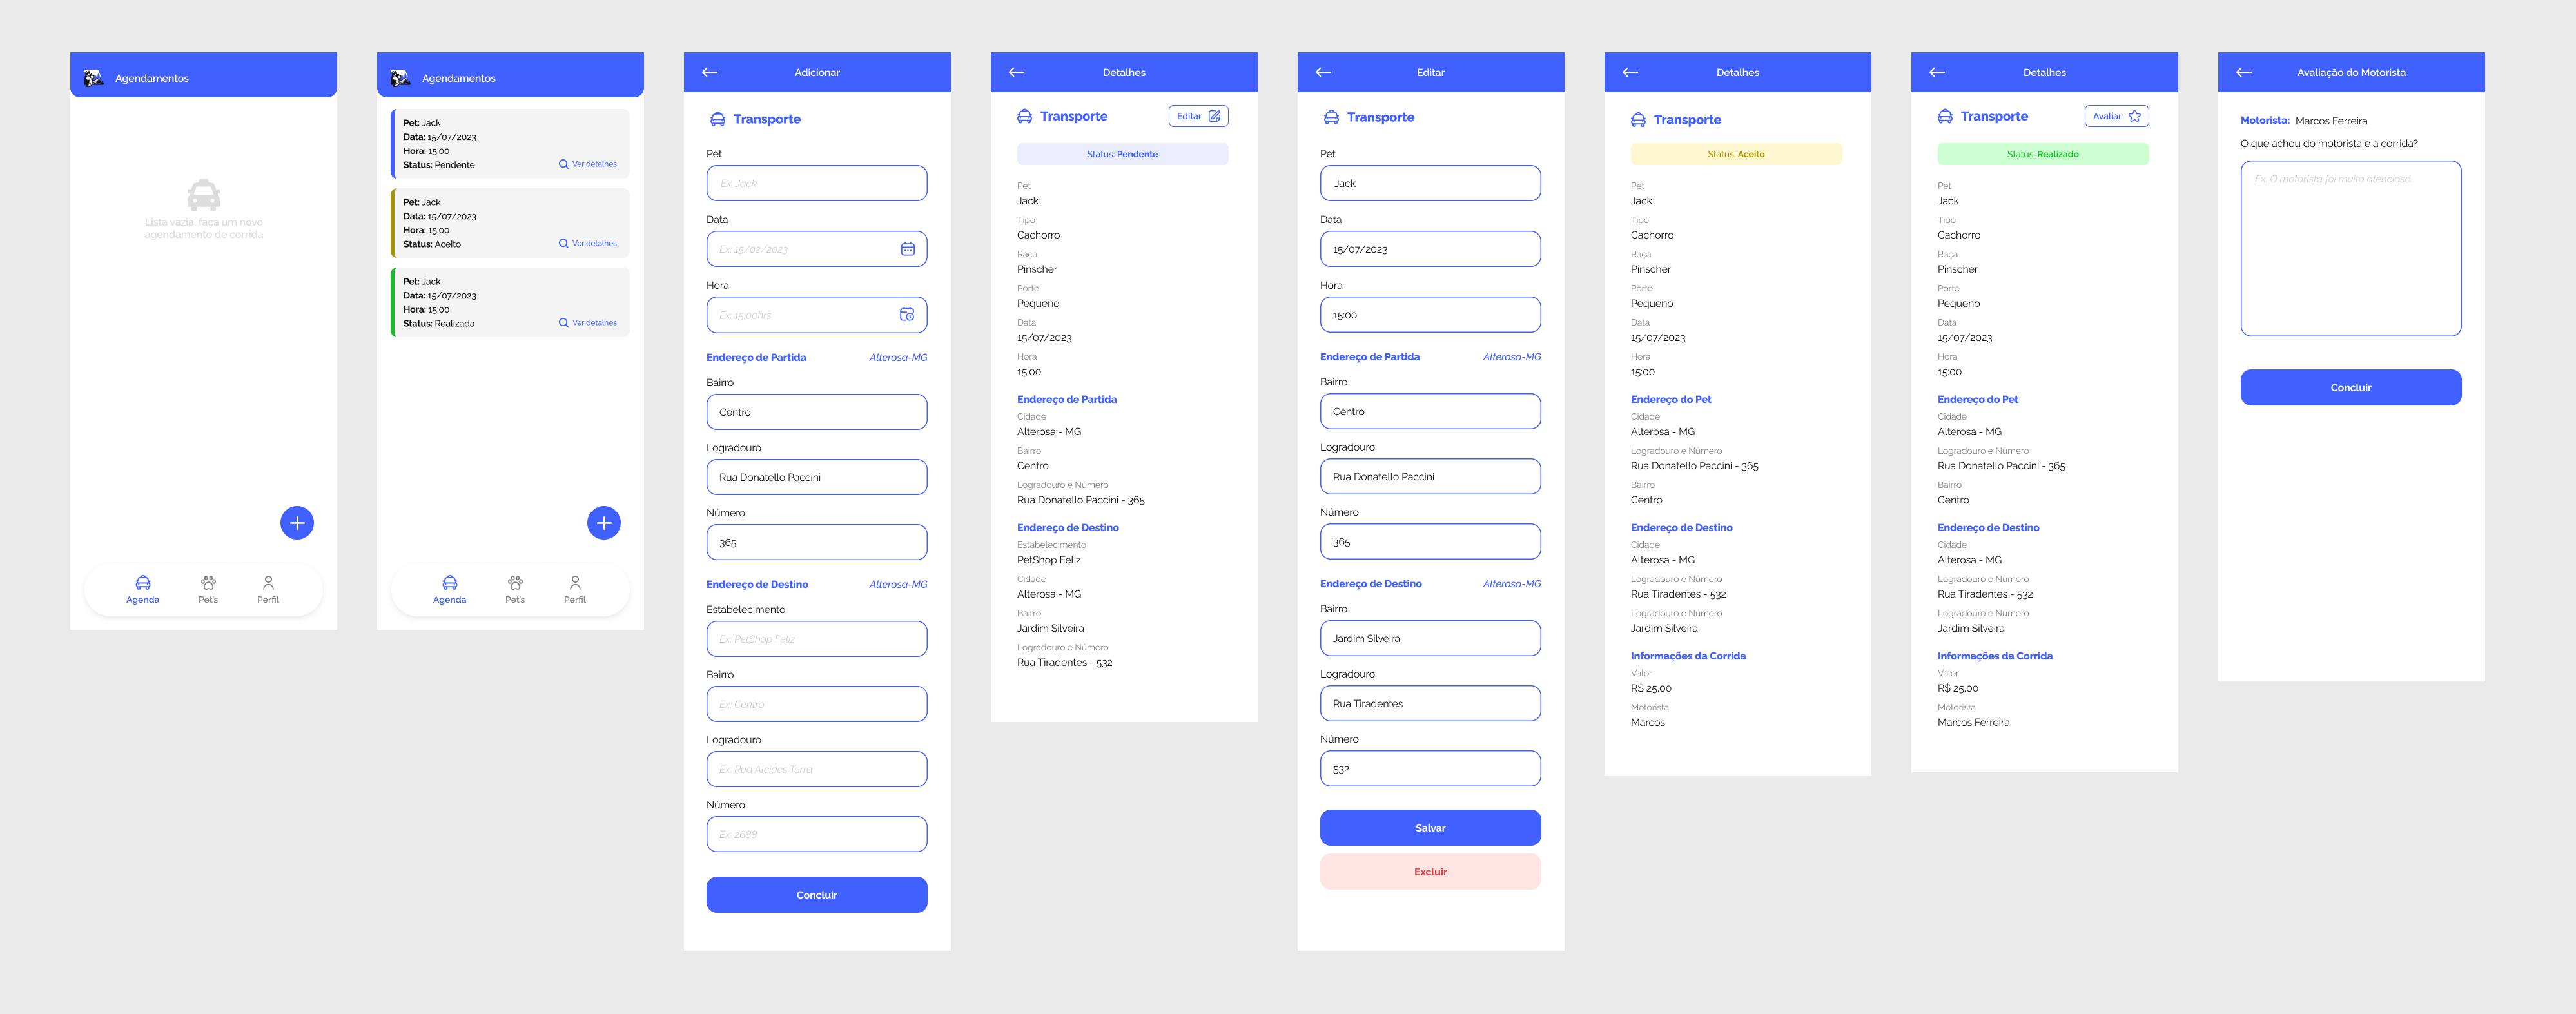 Agendamentos
Lista vazia, faça um novo
agendamento de corrida
Agenda
Pet's
Perfil
Agendamentos
Pet: Jack
Data: 15/07/2023
Hora: 15:00
Status: Pendente
Ver detalhes
Pet: Jack
Data: 15/07/2023
Hora: 15:00
Status: Aceito
Ver detalhes
Pet: Jack
Data: 15/07/2023
Hora: 15:00
Status: Realizada
Ver detalhes
Agenda
Pet's
Perfil
Adicionar
Transporte
Pet
Ex. Jack
Data
Ex: 15/02/2023
Hora
Ex: 15:00hrs
Endereço de Partida Alterosa-MG
Bairro
Centro
Logradouro
Rua Donatello Paccini
Número
365
Endereço de Destino Alterosa-MG
Estabelecimento
Ex: PetShop Feliz
Bairro
Ex: Centro
Logradouro
Ex: Rua Alcides Terra
Número
Ex: 2688
Concluir
Detalhes
Transporte
Editar
Status: Pendente
Pet
Jack
Tipo
Cachorro
Raça
Pinscher
Porte
Pequeno
Data
15/07/2023
Hora
15:00
Endereço de Partida
Cidade
Alterosa - MG
Bairro
Centro
Logradouro e Número
Rua Donatello Paccini - 365
Endereço de Destino
Estabelecimento
PetShop Feliz
Cidade
Alterosa - MG
Bairro
Jardim Silveira
Logradouro e Número
Rua Tiradentes - 532
Editar
Transporte
Pet
Jack
Data
15/07/2023
Hora
15:00
Endereço de Partida Alterosa-MG
Bairro
Centro
Logradouro
Rua Donatello Paccini
Número
365
Endereço de Destino Alterosa-MG
Bairro
Jardim Silveira
Logradouro
Rua Tiradentes
Número
532
Salvar
Excluir
Detalhes
Transporte
Status: Aceito
Pet
Jack
Tipo
Cachorro
Raça
Pinscher
Porte
Pequeno
Data
15/07/2023
Hora
15:00
Endereço do Pet
Cidade
Alterosa - MG
Logradouro e Número
Rua Donatello Paccini - 365
Bairro
Centro
Endereço de Destino
Cidade
Alterosa - MG
Logradouro e Número
Rua Tiradentes - 532
Logradouro e Número
Jardim Silveira
Informações da Corrida
Valor
R$ 25,00
Motorista
Marcos
Detalhes
Transporte
Avaliar
Status: Realizado
Pet
Jack
Tipo
Cachorro
Raça
Pinscher
Porte
Pequeno
Data
15/07/2023
Hora
15:00
Endereço do Pet
Cidade
Alterosa - MG
Logradouro e Número
Rua Donatello Paccini - 365
Bairro
Centro
Endereço de Destino
Cidade
Alterosa - MG
Logradouro e Número
Rua Tiradentes - 532
Logradouro e Número
Jardim Silveira
Informações da Corrida
Valor
R$ 25,00
Motorista
Marcos Ferreira
Avaliação do Motorista
Motorista: Marcos Ferreira
O que achou do motorista e a corrida?
Ex. O motorista foi muito atencioso
Concluir